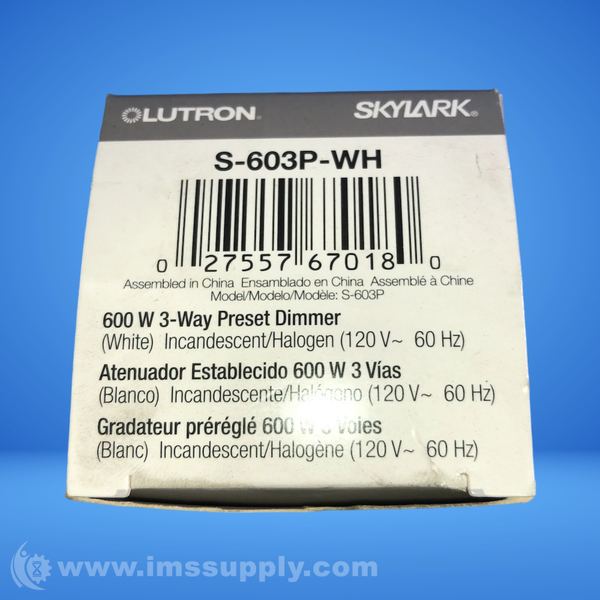 LUTRON. SKYLARK®
S-603P-WH
0 27557 67018 0
Assembled in China Ensamblado en China Assemblé à Chine
Model/Modelo/Modèle: S-603P
600 W 3-Way Preset Dimmer
(White) Incandescent/Halogen (120 V~ 60 Hz)
Atenuador Establecido 600 W 3 Vías
(Blanco) Incandescente/Halógeno (120 V~ 60 Hz)
Gradateur préréglé 600 W 3 Voies
(Blanc) Incandescent/Halogène (120 V~ 60 Hz)
www.imssupply.com